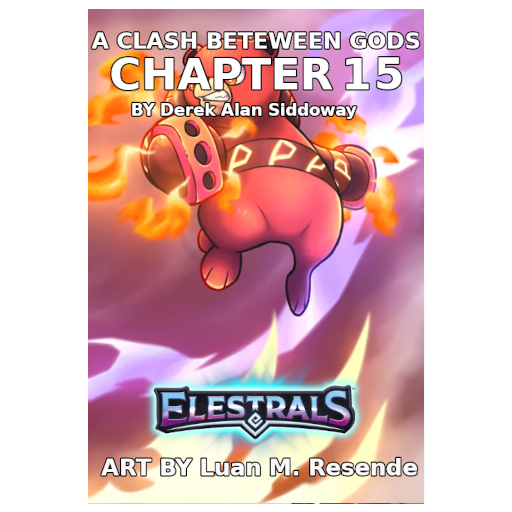 A CLASH BETEWEEN GODS
CHAPTER 15
BY Derek Alan Siddoway
ELESTRALS
ART BY Luan M. Resende